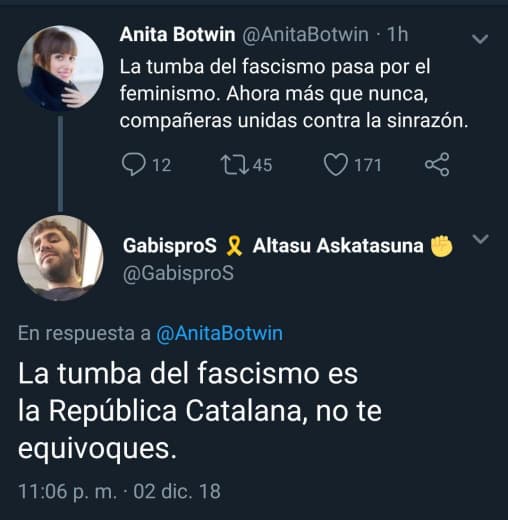 Anita Botwin @AnitaBotwin · 1h
La tumba del fascismo pasa por el
feminismo. Ahora más que nunca,
compañeras unidas contra la sinrazón.
12 45 171
GabisproS 🎗 Altasu Askatasuna ✊
@GabisproS
En respuesta a @AnitaBotwin
La tumba del fascismo es
la República Catalana, no te
equivoques.
11:06 p. m. · 02 dic. 18